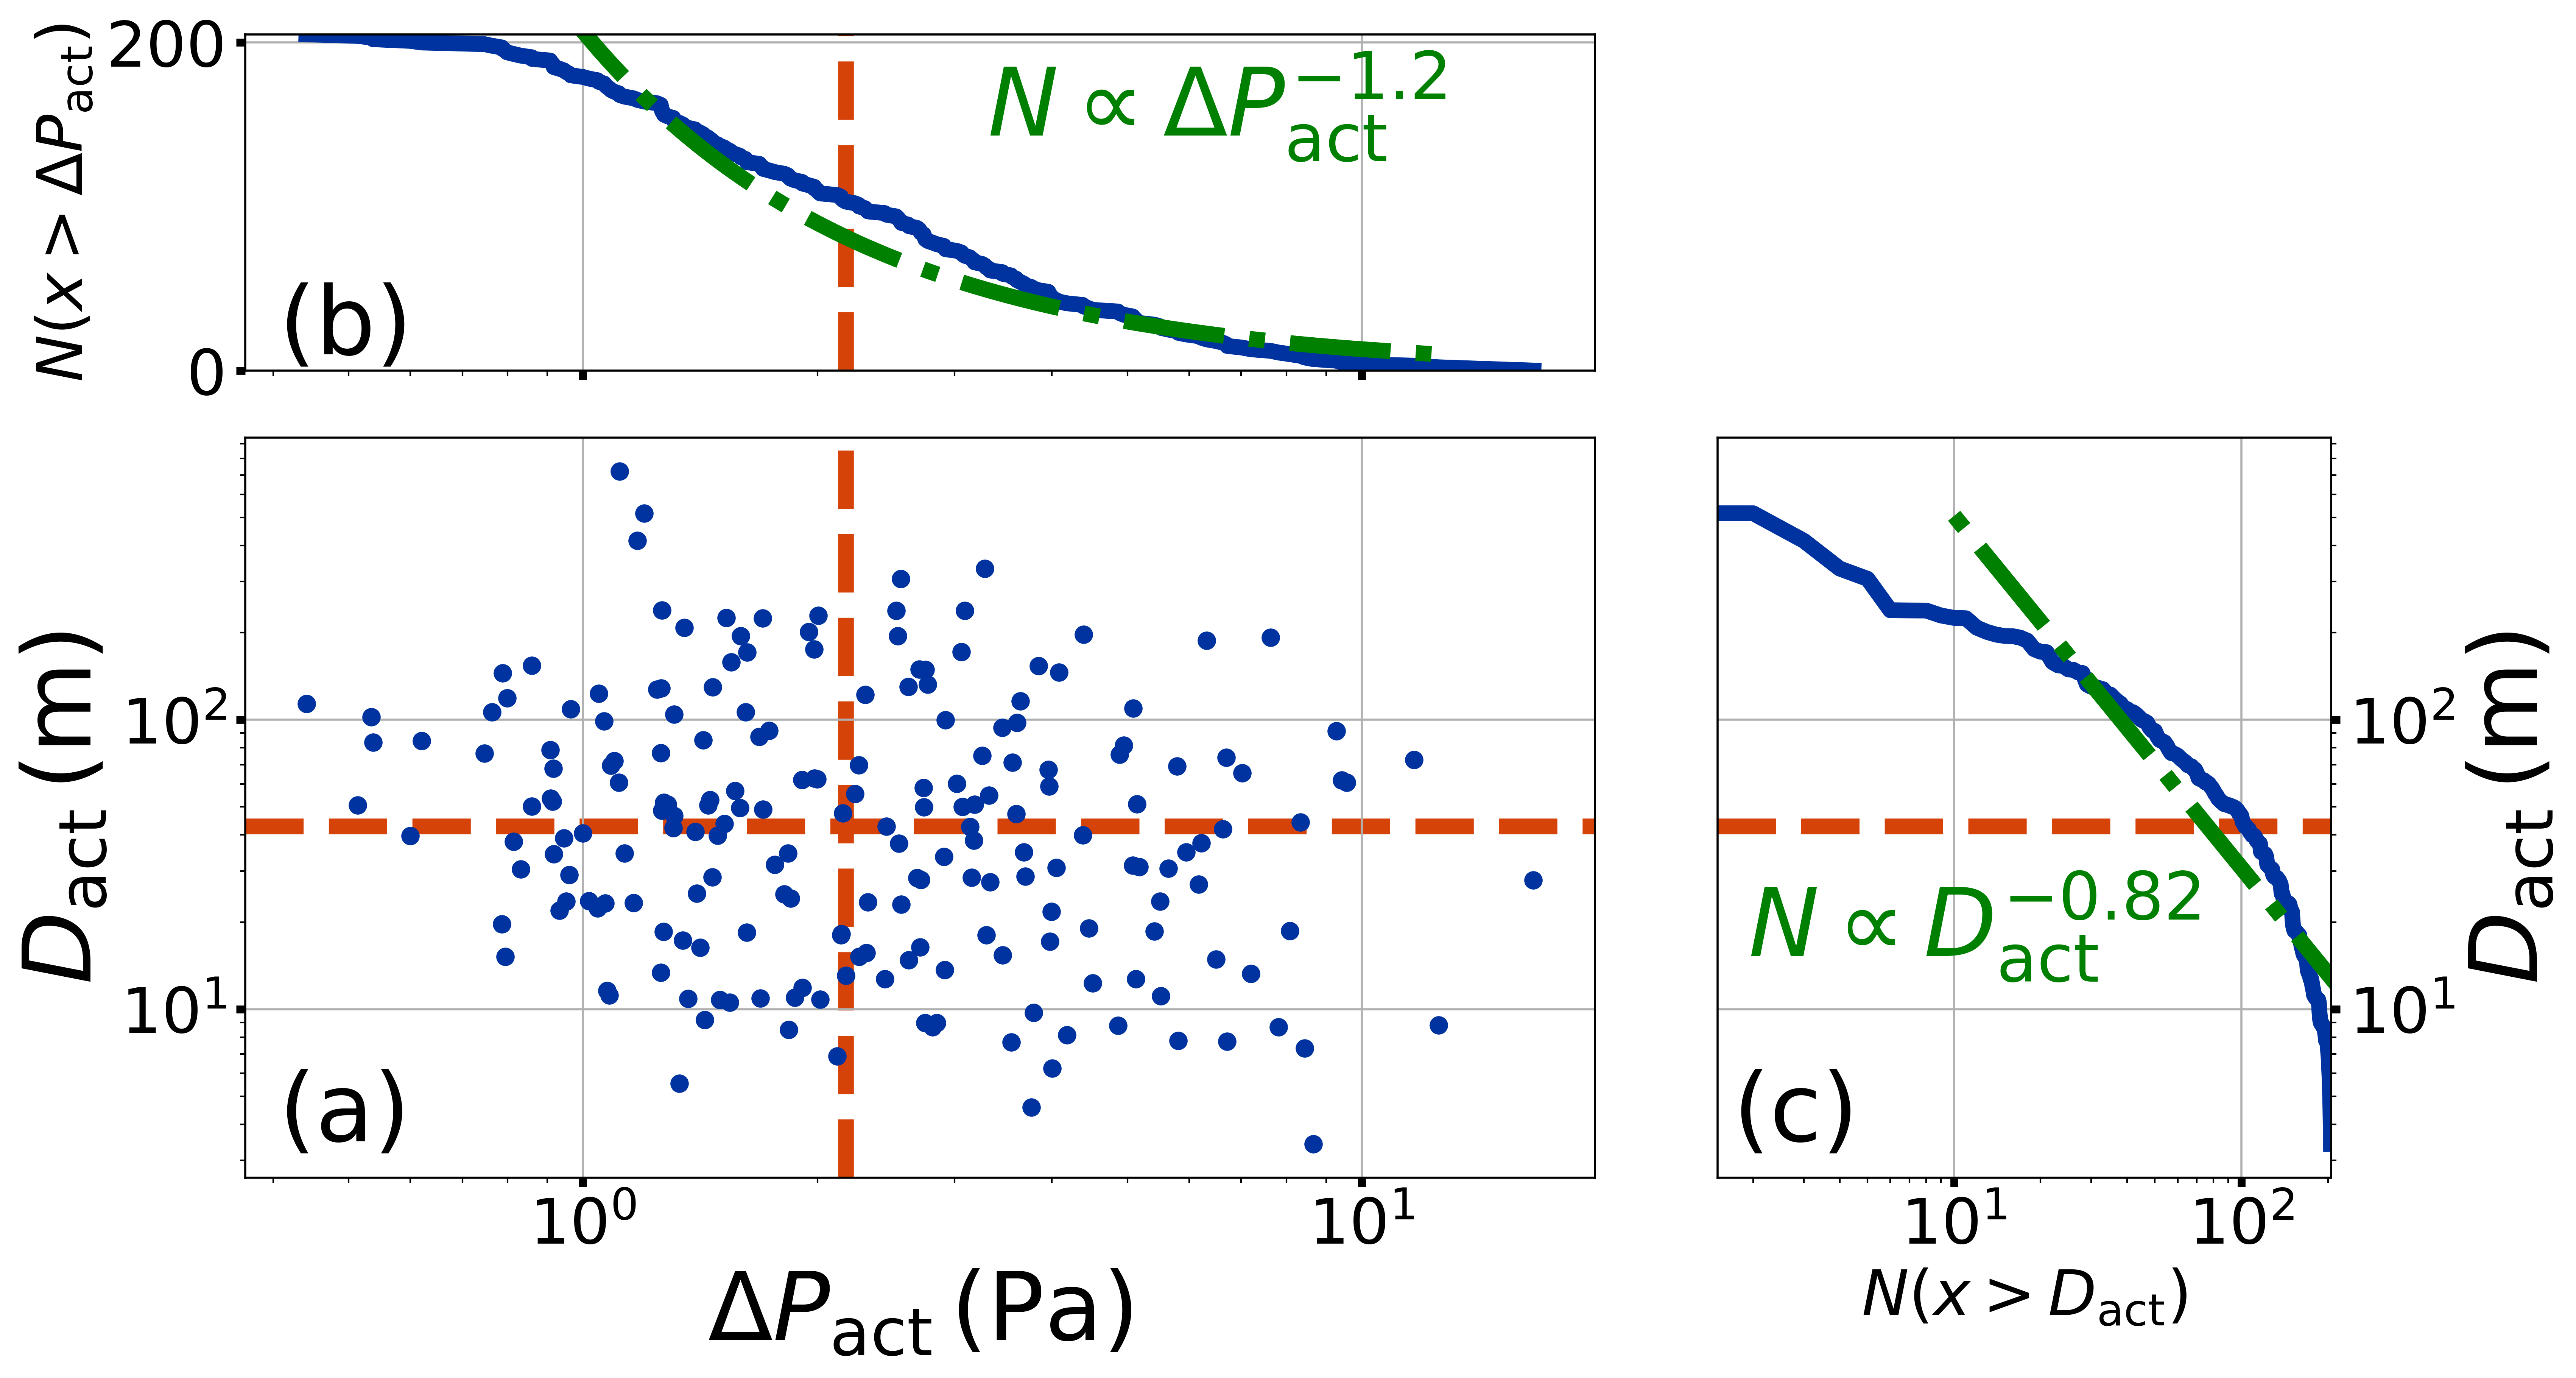 N(x > ΔP_act)
200
0
(b)
N ∝ ΔP_act^−1.2
D_act (m)
10^2
10^1
(a)
10^0
10^1
ΔP_act (Pa)
N ∝ D_act^−0.82
(c)
10^2
10^1
D_act (m)
10^1
10^2
N(x > D_act)